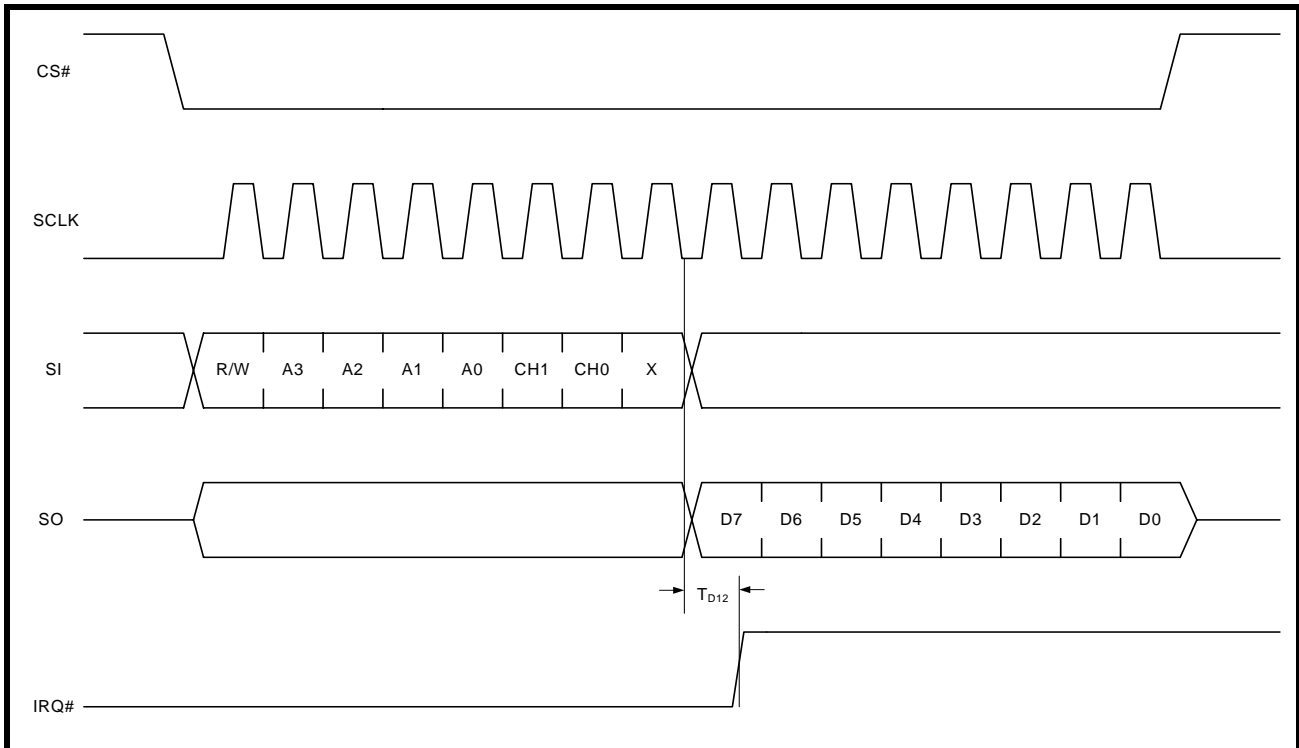 CS#
SCLK
SI R/W A3 A2 A1 A0 CH1 CH0 X
SO D7 D6 D5 D4 D3 D2 D1 D0
TD12
IRQ#